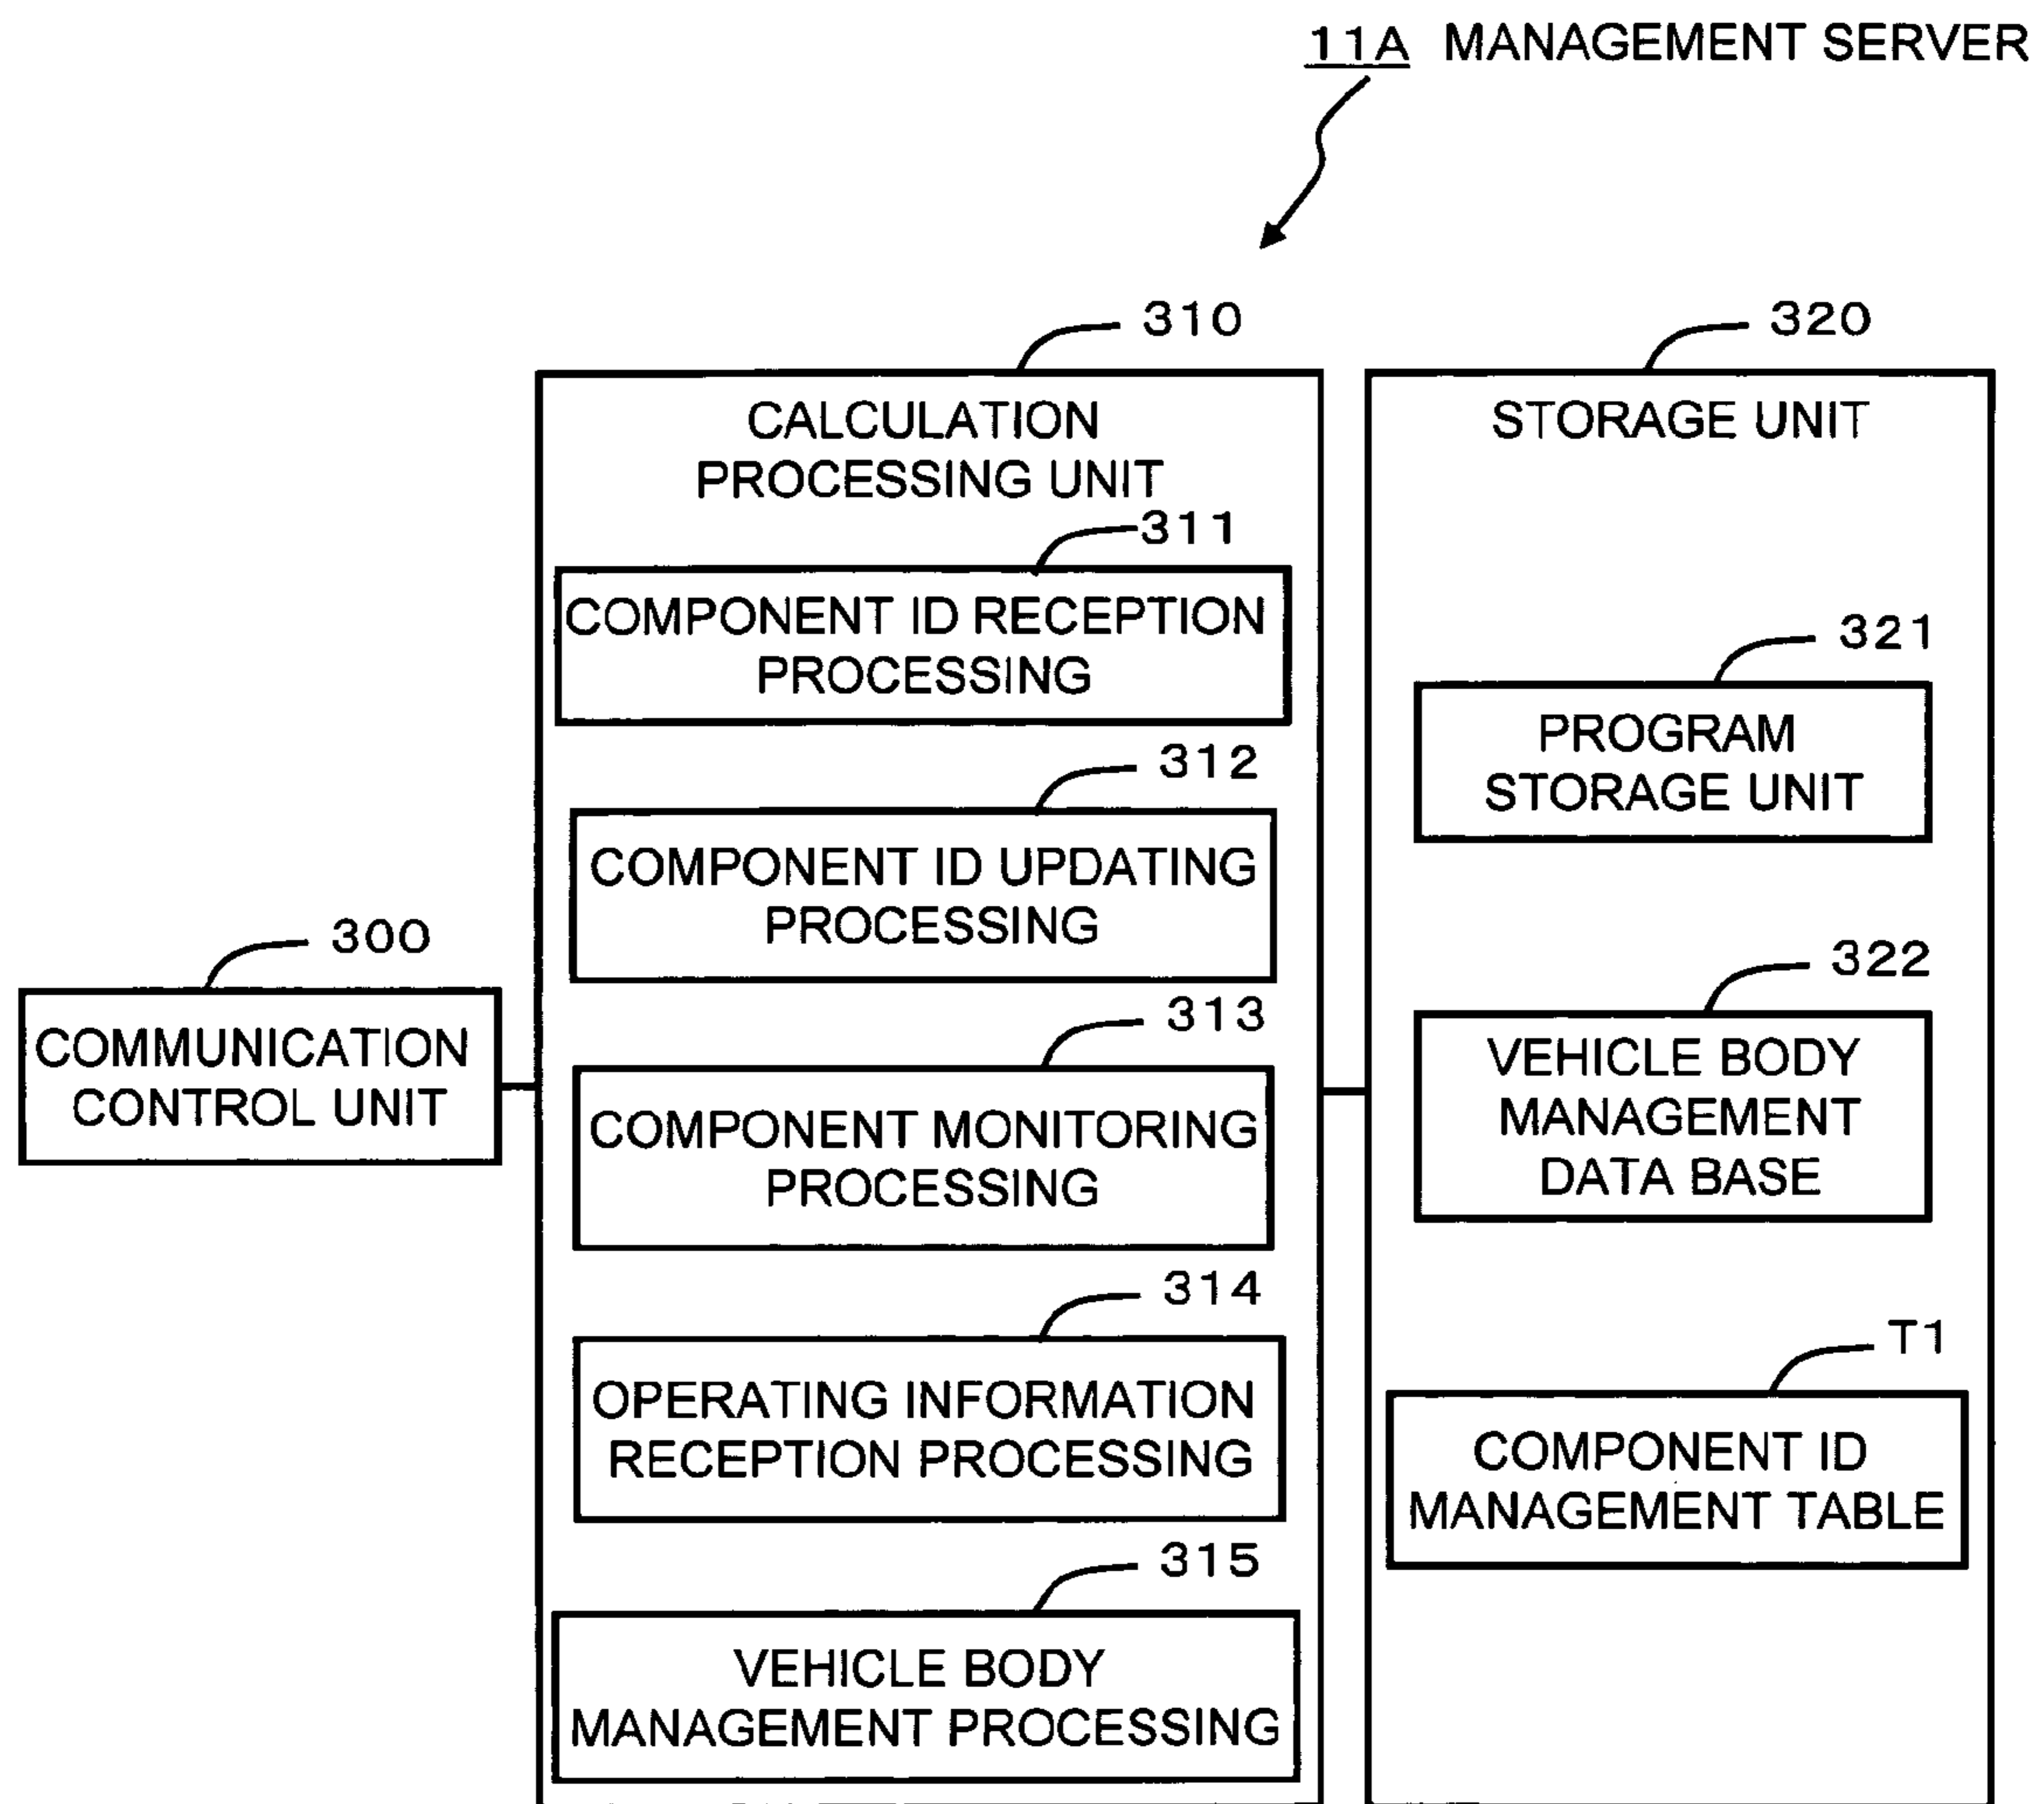 11A MANAGEMENT SERVER
310
320
CALCULATION
PROCESSING UNIT
STORAGE UNIT
311
COMPONENT ID RECEPTION
PROCESSING
321
PROGRAM
STORAGE UNIT
312
COMPONENT ID UPDATING
PROCESSING
300
COMMUNICATION
CONTROL UNIT
322
VEHICLE BODY
MANAGEMENT
DATA BASE
313
COMPONENT MONITORING
PROCESSING
314
OPERATING INFORMATION
RECEPTION PROCESSING
T1
COMPONENT ID
MANAGEMENT TABLE
315
VEHICLE BODY
MANAGEMENT PROCESSING